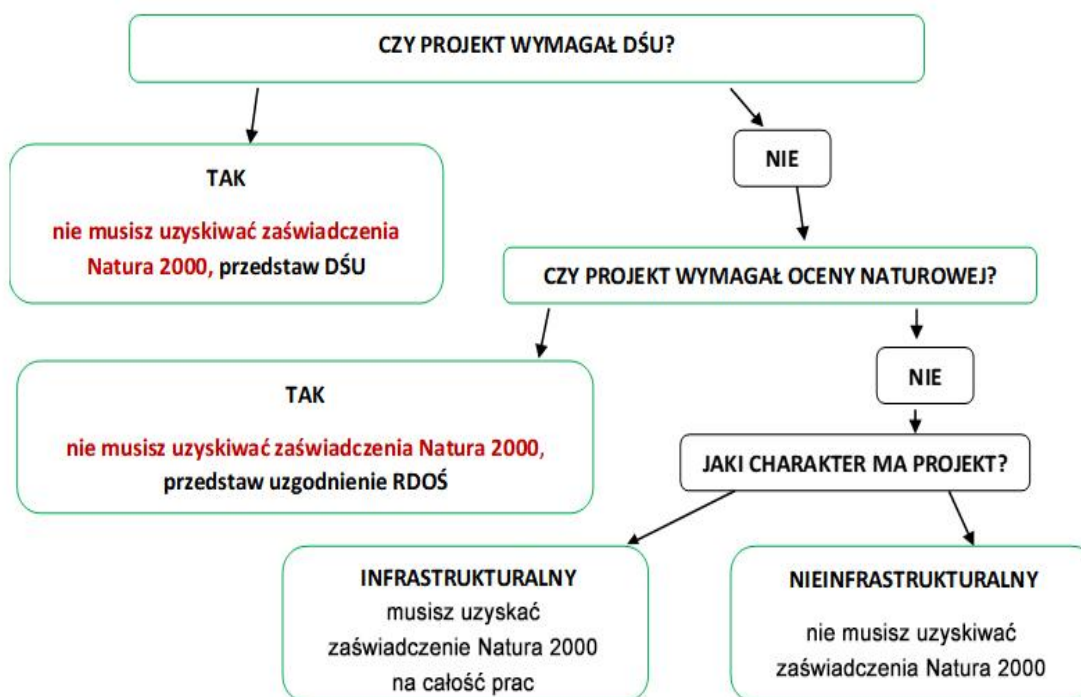 CZY PROJEKT WYMAGAŁ DŚU?
TAK
nie musisz uzyskiwać zaświadczenia
Natura 2000, przedstaw DŚU
NIE
CZY PROJEKT WYMAGAŁ OCENY NATUROWEJ?
TAK
nie musisz uzyskiwać zaświadczenia Natura 2000,
przedstaw uzgodnienie RDOŚ
NIE
JAKI CHARAKTER MA PROJEKT?
INFRASTRUKTURALNY
musisz uzyskać
zaświadczenie Natura 2000
na całość prac
NIEINFRASTRUKTURALNY
nie musisz uzyskiwać
zaświadczenia Natura 2000